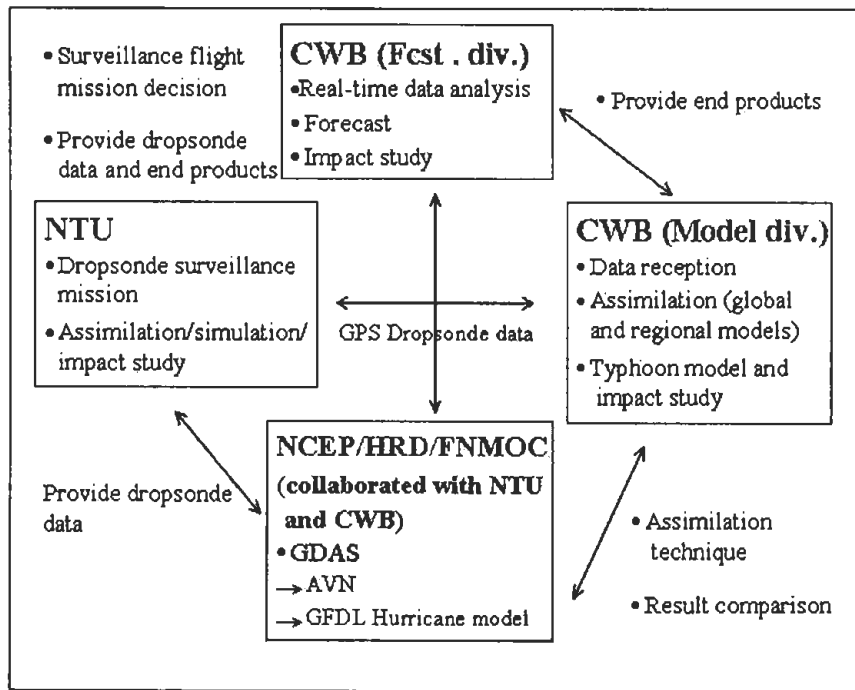 • Surveillance flight
mission decision
• Provide dropsonde
data and end products
CWB (Fcst . div.)
• Real-time data analysis
• Forecast
• Impact study
• Provide end products
NTU
• Dropsonde surveillance
mission
• Assimilation/simulation/
impact study
GPS Dropsonde data
CWB (Model div.)
• Data reception
• Assimilation (global
and regional models)
• Typhoon model and
impact study
Provide dropsonde
data
NCEP/HRD/FNMOC
(collaborated with NTU
and CWB)
• GDAS
→ AVN
→ GFDL Hurricane model
• Assimilation
technique
• Result comparison